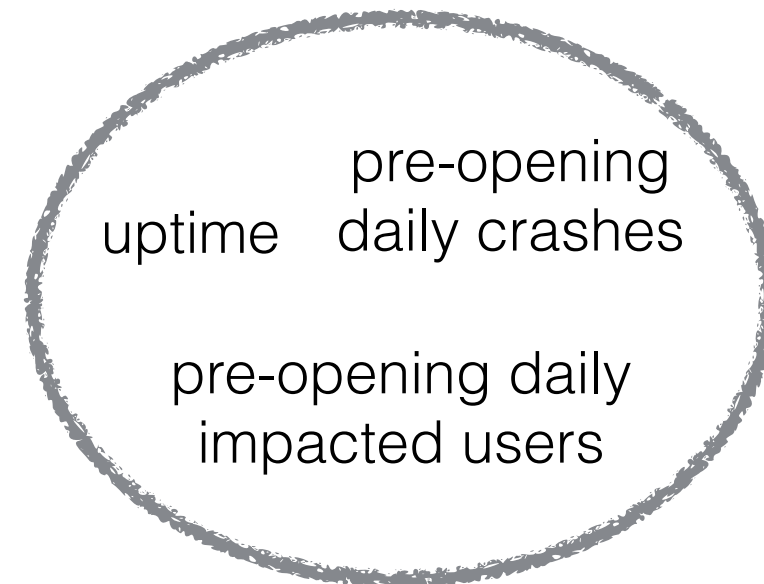 uptime
pre-opening
daily crashes
pre-opening daily
impacted users